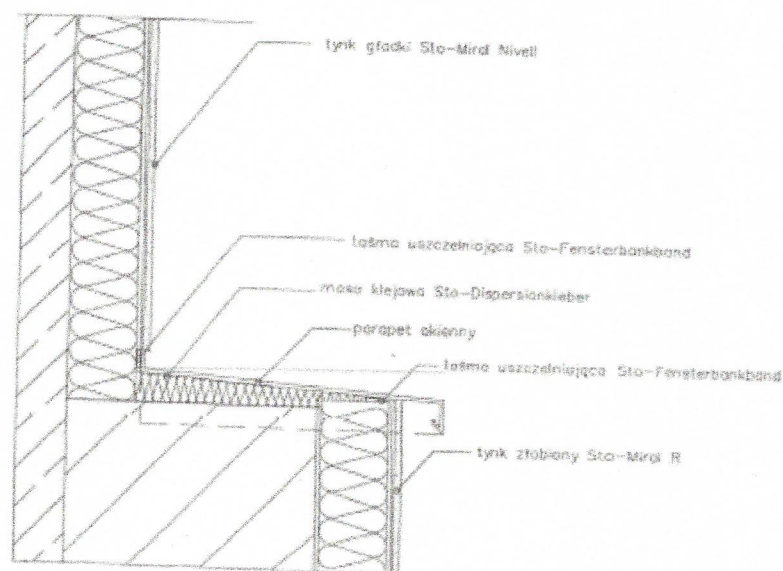 tynk gładki Sto-Miral Nivell
taśma uszczelniająca Sto-Fensterbankband
masa klejowa Sto-Dispersionkleber
parapet okienny
taśma uszczelniająca Sto-Fensterbankband
tynk żłobiony Sto-Miral R